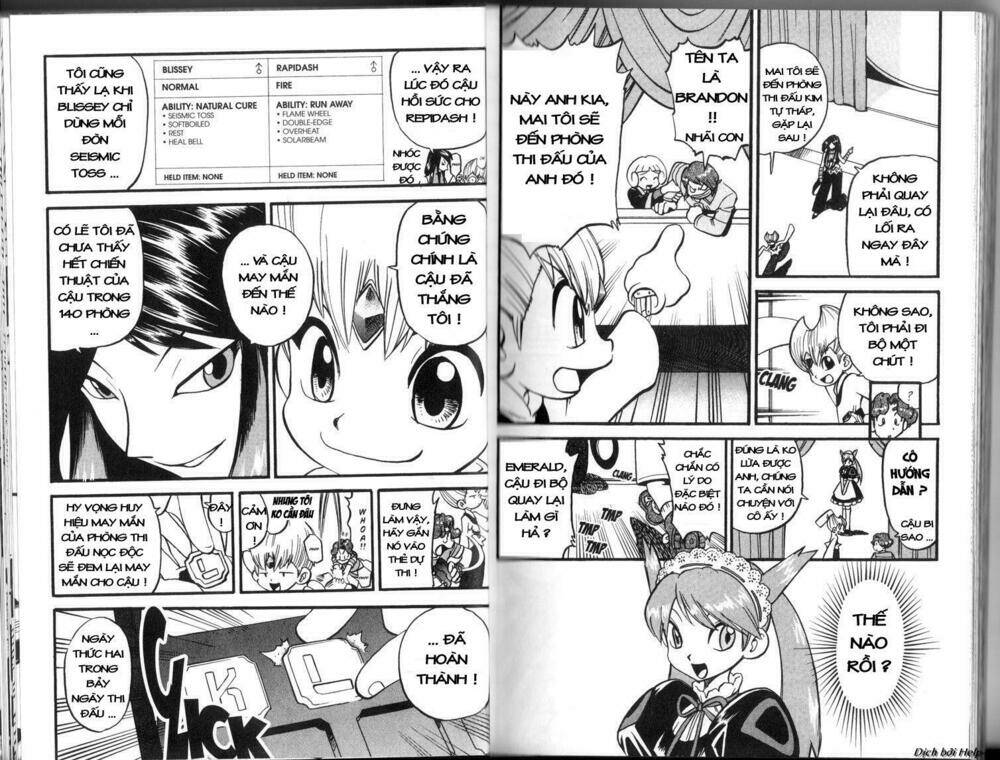 ... VẬY RA
LÚC ĐÓ CẬU
HỒI SỨC CHO
REPIDASH !
NHÓC
ĐƯỢC
ĐÓ
BLISSEY
NORMAL
ABILITY: NATURAL CURE
• SEISMIC TOSS
• SOFTBOILED
• REST
• HEAL BELL
HELD ITEM: NONE
RAPIDASH
FIRE
ABILITY: RUN AWAY
• FLAME WHEEL
• DOUBLE-EDGE
• OVERHEAT
• SOLARBEAM
HELD ITEM: NONE
TÔI CŨNG
THẤY LẠ KHI
BLISSEY CHỈ
DÙNG MỖI
ĐÒN
SEISMIC
TOSS ...
BẰNG
CHỨNG
CHÍNH LÀ
CẬU ĐÃ
THẮNG
TÔI !
... VÀ CẬU
MAY MẮN
ĐẾN THẾ
NÀO !
CÓ LẼ TÔI ĐÃ
CHƯA THẤY
HẾT CHIẾN
THUẬT CỦA
CẬU TRONG
140 PHÒNG
...
ĐỪNG
LÀM VẬY,
HÃY GẮN
NÓ VÀO
THẺ DỰ
THI !
WHOA!!
NHƯNG TÔI
KO CẦN ĐÂU
CẢM
ƠN !
ĐÂY !
HY VỌNG HUY
HIỆU MAY MẮN
CỦA PHÒNG THI
ĐẤU NỌC ĐỘC
SẼ ĐEM LẠI MAY
MẮN CHO CẬU !
... ĐÃ
HOÀN
THÀNH !
K L
CLICK
NGÀY
THỨC HAI
TRONG
BẢY
NGÀY THI
ĐẤU ...
MAI TÔI SẼ
ĐẾN PHÒNG
THI ĐẤU KIM
TỰ THÁP,
GẶP LẠI
SAU !
KHÔNG
PHẢI QUAY
LẠI ĐÂU, CÓ
LỐI RA
NGAY ĐÂY
MÀ !
TÊN TA
LÀ
BRANDON
!!
NHÃI CON
NÀY ANH KIA,
MAI TÔI SẼ
ĐẾN PHÒNG
THI ĐẤU CỦA
ANH ĐÓ !
KHÔNG SAO,
TÔI PHẢI ĐI
BỘ MỘT
CHÚT !
CLANG
?
CÔ
HƯỚNG
DẪN ?
CẬU BI
SAO ...
ĐÚNG LÀ KO
LỪA ĐƯỢC
ANH, CHÚNG
TA CẦN NÓI
CHUYỆN VỚI
CÔ ẤY !
CHẮC
CHẮN CÓ
LÝ DO
ĐẶC BIỆT
NÀO ĐÓ !
CLANG
TMP
TMP
TMP
EMERALD,
CẬU ĐI BỘ
QUAY LẠI
LÀM GÌ
HẢ ?
THẾ
NÀO
RỒI ?
Dịch bởi Help